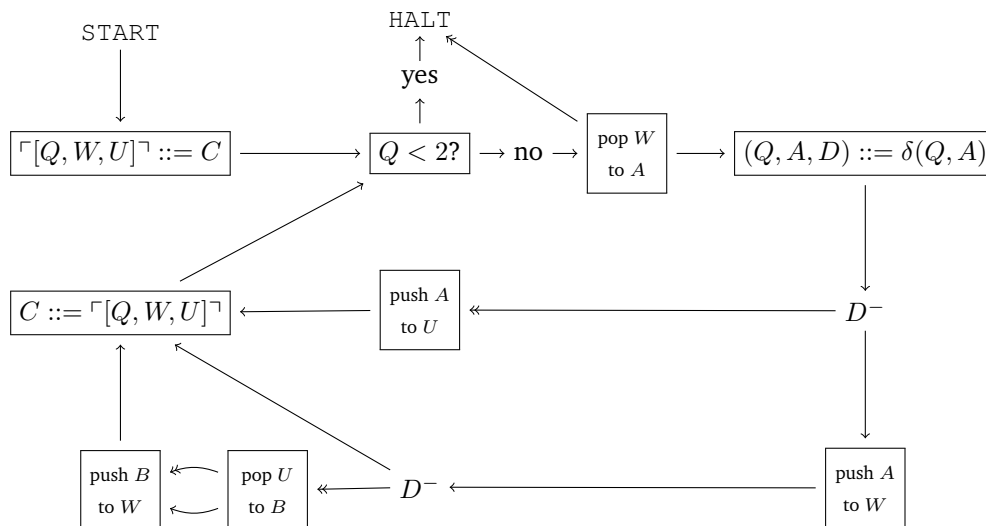 START
HALT
yes
⌜[Q, W, U]⌝ ::= C
Q < 2?
no
pop W
to A
(Q, A, D) ::= δ(Q, A)
C ::= ⌜[Q, W, U]⌝
push A
to U
D⁻
push B
to W
pop U
to B
D⁻
push A
to W